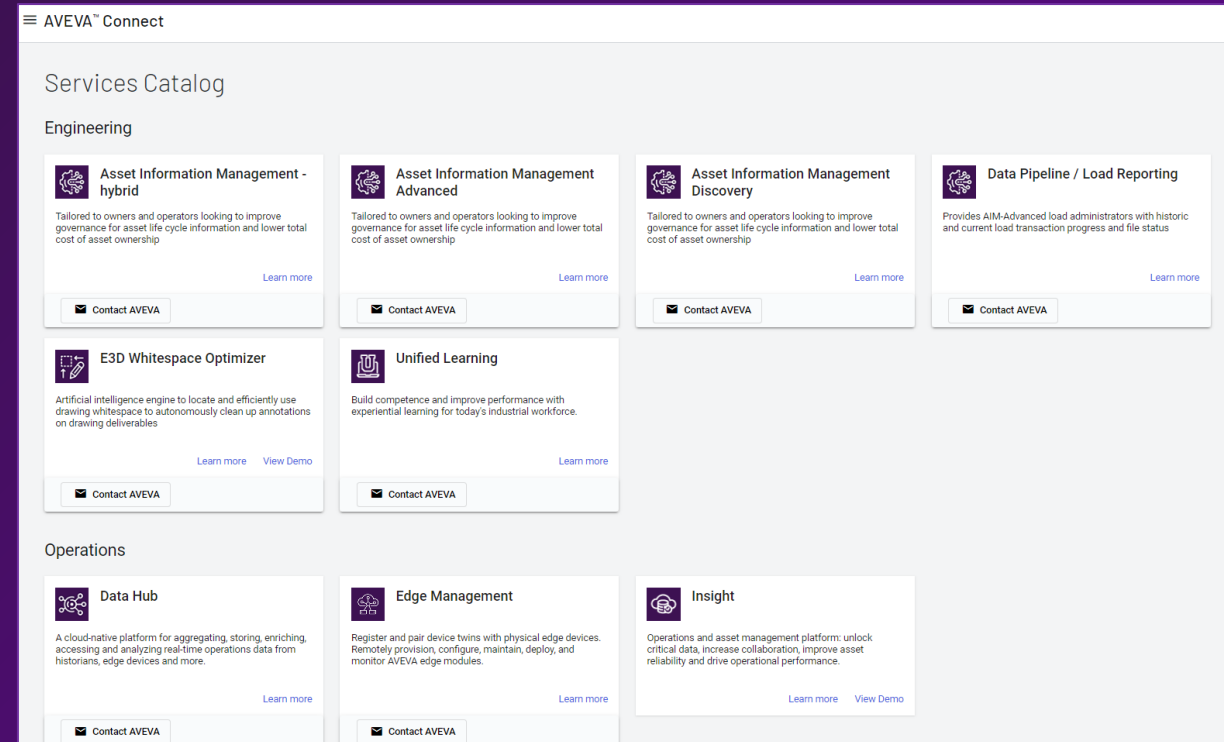 AVEVA™ Connect
Services Catalog
Engineering
Asset Information Management -
hybrid
Tailored to owners and operators looking to improve
governance for asset life cycle information and lower total
cost of asset ownership
Learn more
Contact AVEVA
Asset Information Management
Advanced
Tailored to owners and operators looking to improve
governance for asset life cycle information and lower total
cost of asset ownership
Learn more
Contact AVEVA
Asset Information Management
Discovery
Tailored to owners and operators looking to improve
governance for asset life cycle information and lower total
cost of asset ownership
Learn more
Contact AVEVA
Data Pipeline / Load Reporting
Provides AIM-Advanced load administrators with historic
and current load transaction progress and file status
Learn more
Contact AVEVA
E3D Whitespace Optimizer
Artificial intelligence engine to locate and efficiently use
drawing whitespace to autonomously clean up annotations
on drawing deliverables
Learn more View Demo
Contact AVEVA
Unified Learning
Build competence and improve performance with
experiential learning for today's industrial workforce.
Learn more
Contact AVEVA
Operations
Data Hub
A cloud-native platform for aggregating, storing, enriching,
accessing and analyzing real-time operations data from
historians, edge devices and more.
Learn more
Contact AVEVA
Edge Management
Register and pair device twins with physical edge devices.
Remotely provision, configure, maintain, deploy, and
monitor AVEVA edge modules.
Learn more
Contact AVEVA
Insight
Operations and asset management platform: unlock
critical data, increase collaboration, improve asset
reliability and drive operational performance.
Learn more View Demo